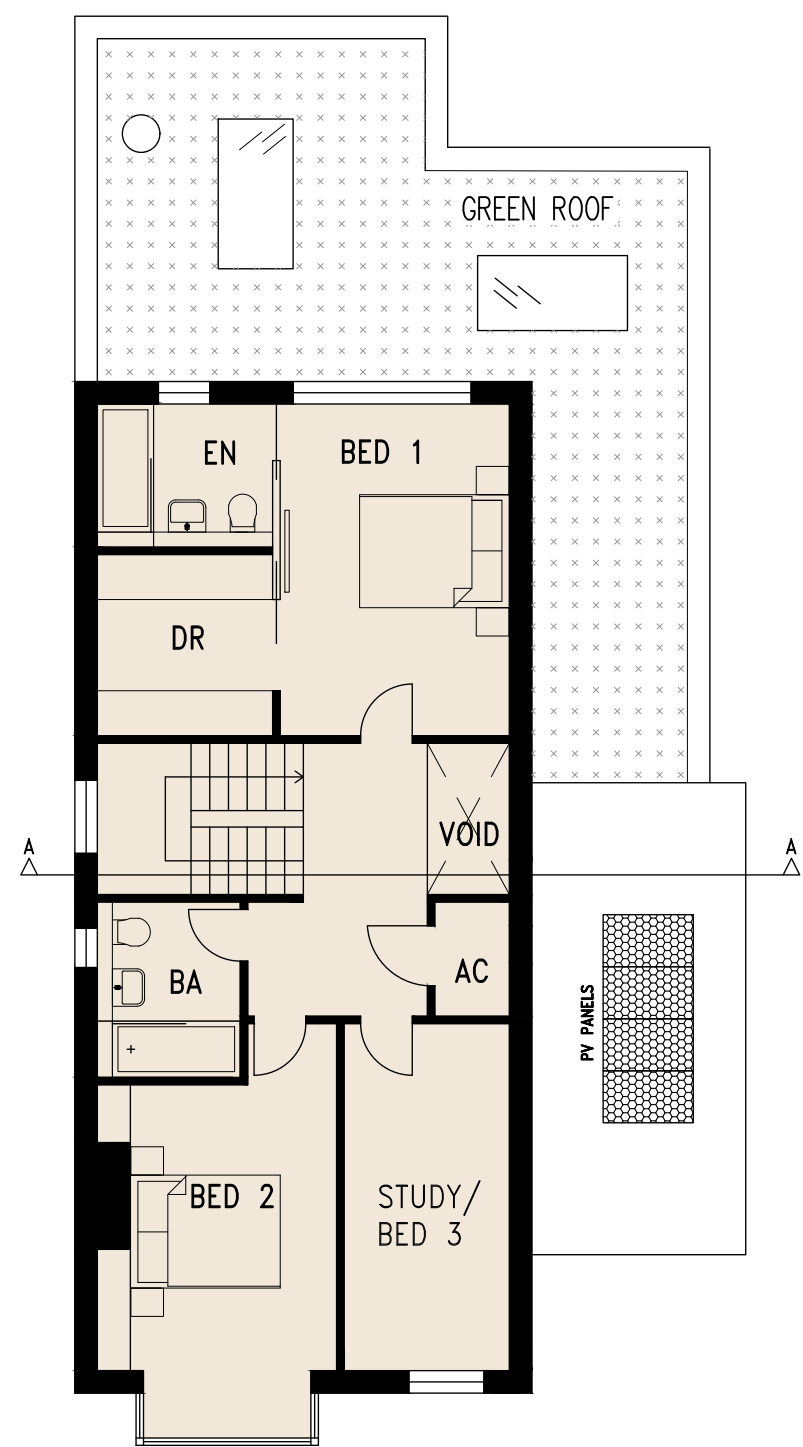 GREEN ROOF
EN
BED 1
DR
VOID
A
A
BA
AC
PV PANELS
BED 2
STUDY/
BED 3